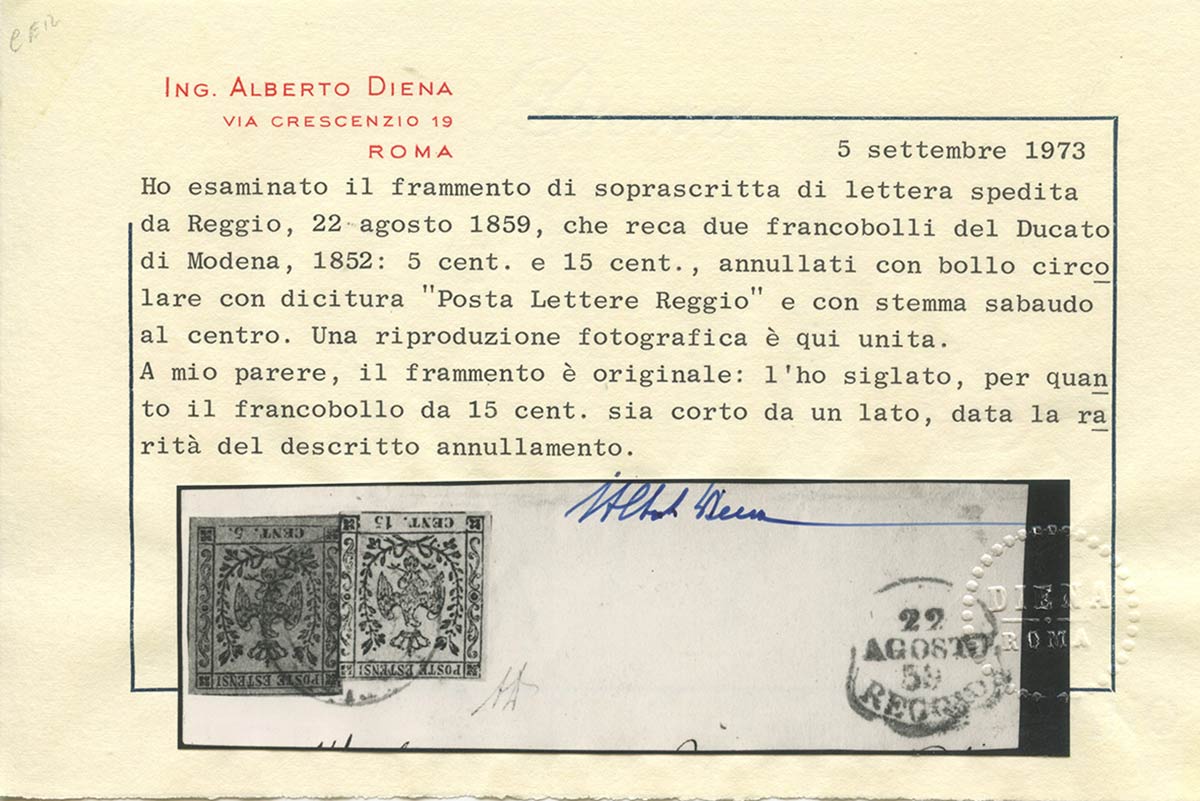 ING. ALBERTO DIENA
VIA CRESCENZIO 19
ROMA
5 settembre 1973
Ho esaminato il frammento di soprascritta di lettera spedita
da Reggio, 22 agosto 1859, che reca due francobolli del Ducato
di Modena, 1852: 5 cent. e 15 cent., annullati con bollo circo
lare con dicitura "Posta Lettere Reggio" e con stemma sabaudo
al centro. Una riproduzione fotografica è qui unita.
A mio parere, il frammento è originale: l'ho siglato, per quan
to il francobollo da 15 cent. sia corto da un lato, data la ra
rità del descritto annullamento.
Alberto Diena
CENT. 5.
CENT. 15
POSTE ESTENSI
POSTE ESTENSI
22
AGOSTO
59
REGGIO
DIENA
ROMA